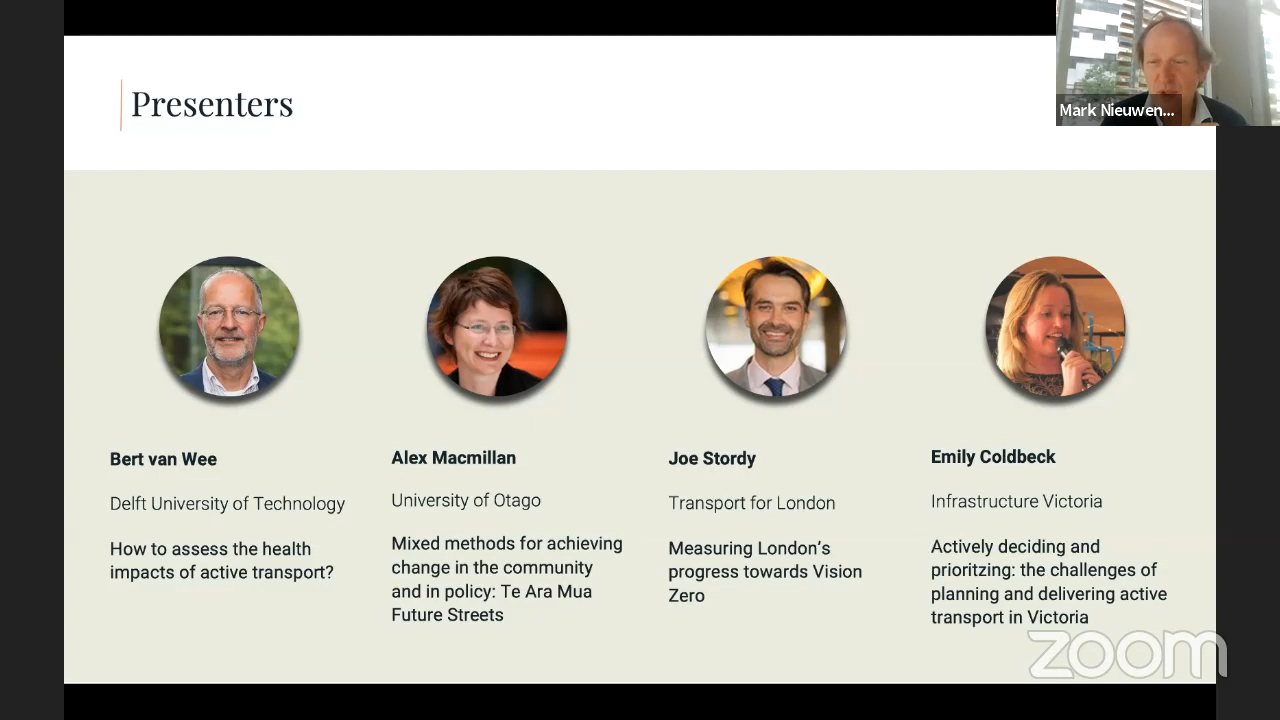 Presenters
Mark Nieuwen...
Bert van Wee
Delft University of Technology
How to assess the health
impacts of active transport?
Alex Macmillan
University of Otago
Mixed methods for achieving
change in the community
and in policy: Te Ara Mua
Future Streets
Joe Stordy
Transport for London
Measuring London's
progress towards Vision
Zero
Emily Coldbeck
Infrastructure Victoria
Actively deciding and
prioritzing: the challenges of
planning and delivering active
transport in Victoria
zoom